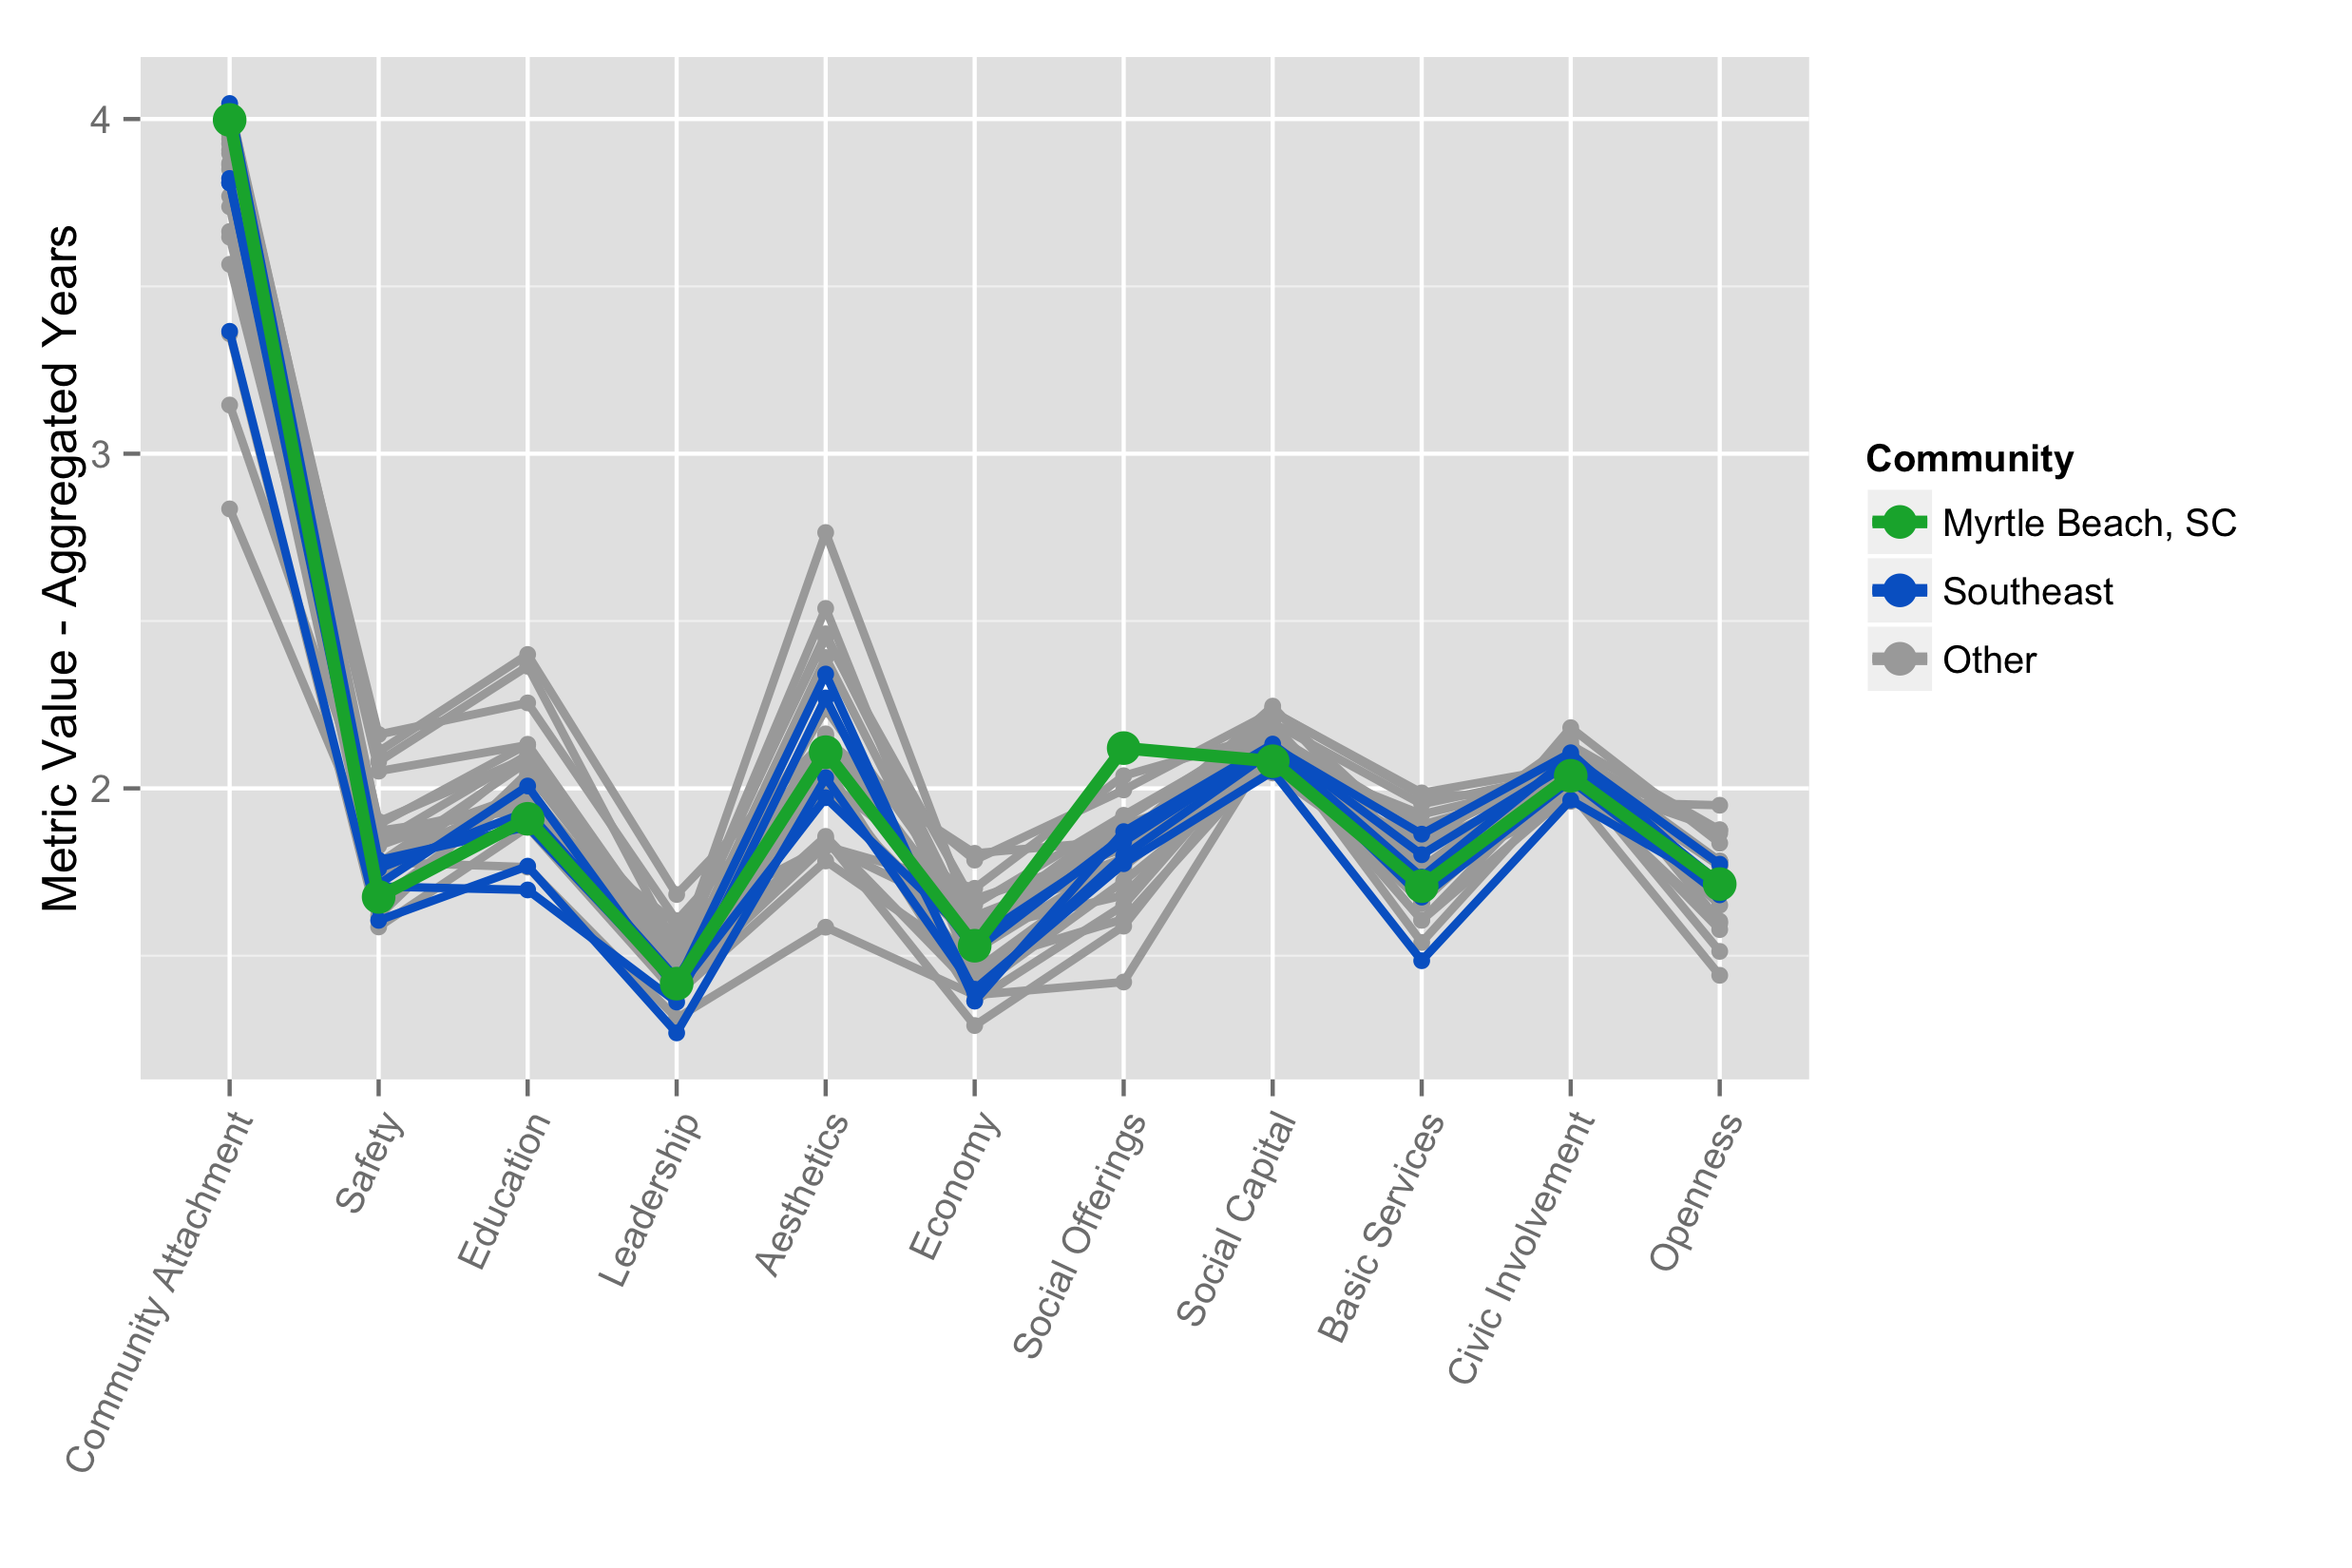 Metric Value - Aggregated Years
4
3
2
Community Attachment
Safety
Education
Leadership
Aesthetics
Economy
Social Offerings
Social Capital
Basic Services
Civic Involvement
Openness
Community
Myrtle Beach, SC
Southeast
Other